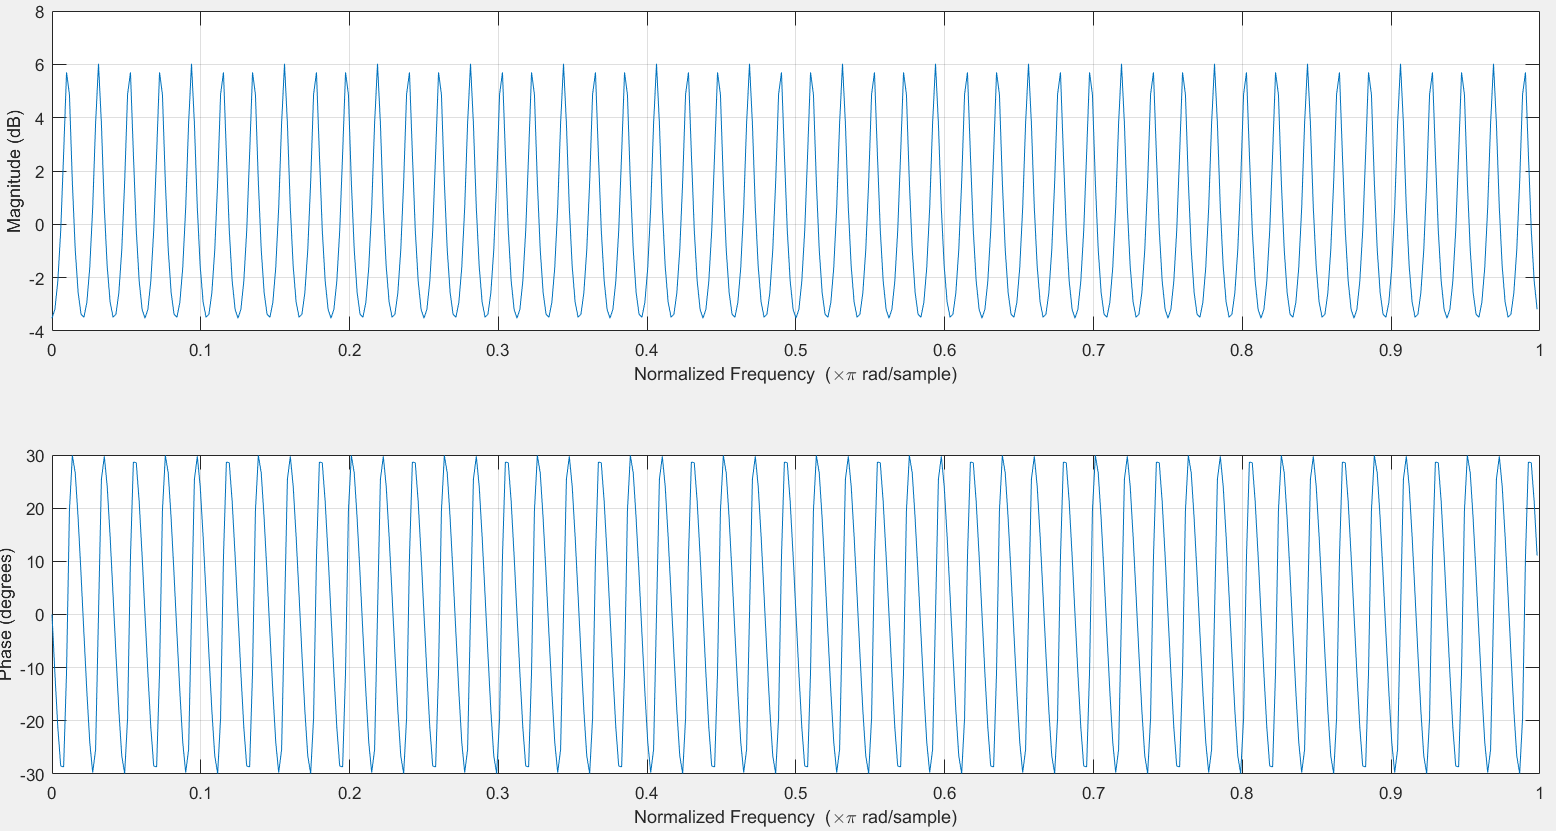 8
6
4
2
0
-2
-4
Magnitude (dB)
0 0.1 0.2 0.3 0.4 0.5 0.6 0.7 0.8 0.9 1
Normalized Frequency (×π rad/sample)
30
20
10
0
-10
-20
-30
Phase (degrees)
0 0.1 0.2 0.3 0.4 0.5 0.6 0.7 0.8 0.9 1
Normalized Frequency (×π rad/sample)